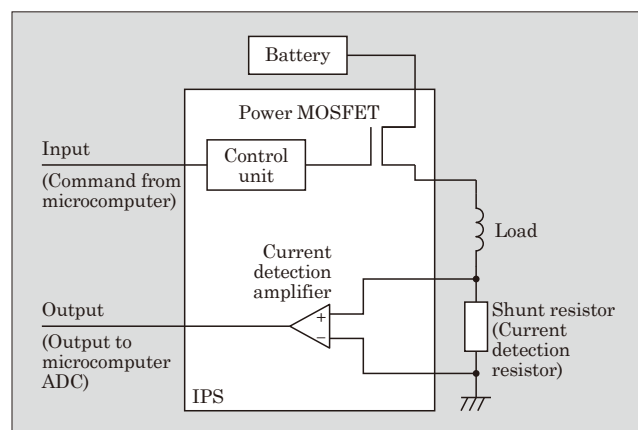 Battery
Power MOSFET
Input
(Command from
microcomputer)
Control
unit
Load
Current
detection
amplifier
+
−
Output
(Output to
microcomputer
ADC)
Shunt resistor
(Current
detection
resistor)
IPS